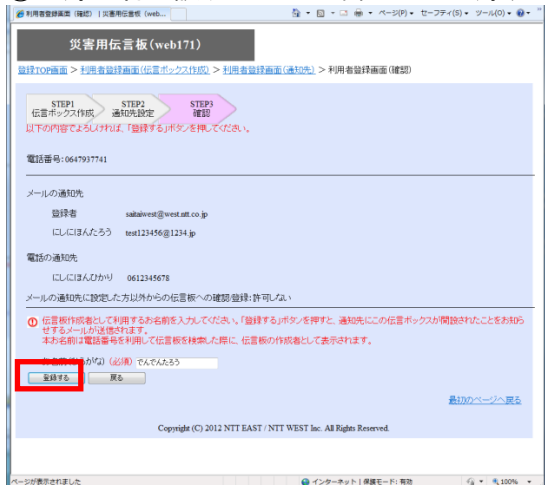 利用者登録画面(確認) | 災害用伝言板 (web...
ページ(P) セーフティ(S) ツール(O)
災害用伝言板(web171)
登録TOP画面 > 利用者登録画面(伝言ボックス作成) > 利用者登録画面(通知先) > 利用者登録画面(確認)
STEP1 STEP2 STEP3
伝言ボックス作成 通知先設定 確認
以下の内容でよろしければ、「登録する」ボタンを押してください。
電話番号:0647937741
メールの通知先
登録者 saitaiwest@west.ntt.co.jp
にしにほんたろう test123456@1234.jp
電話の通知先
にしにほんひかり 0612345678
メールの通知先に設定した方以外からの伝言板への確認/登録:許可しない
伝言板作成者として利用するお名前を入力してください。「登録する」ボタンを押すと、通知先にこの伝言ボックスが開設されたことをお知ら
せするメールが送信されます。
本お名前は電話番号を利用して伝言板を検索した際に、伝言板の作成者として表示されます。
(必須) でんでんたろう
登録する 戻る
最初のページへ戻る
Copyright (C) 2012 NTT EAST / NTT WEST Inc. All Rights Reserved.
ページが表示されました インターネット | 保護モード: 有効 100%